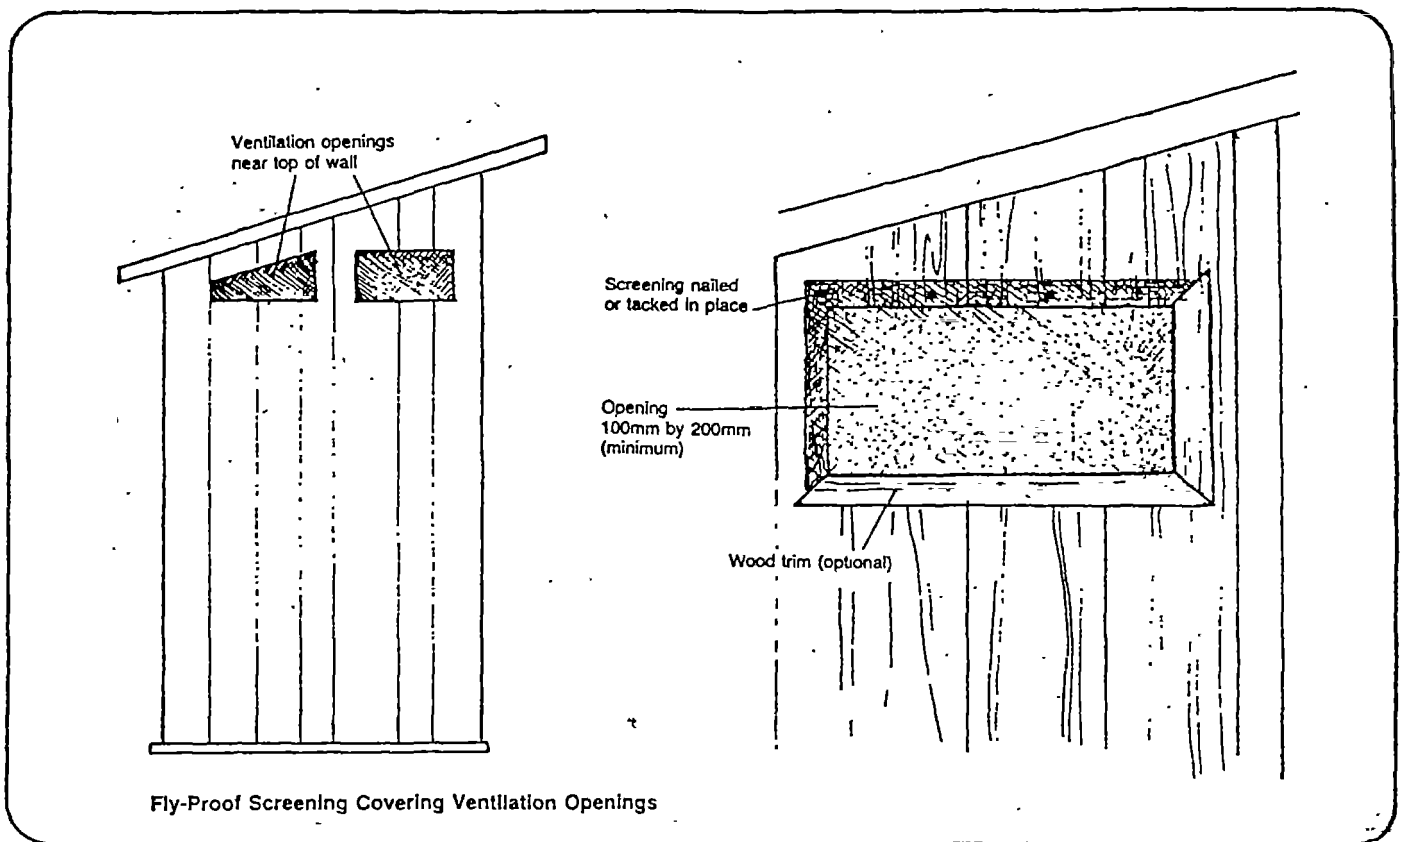 Ventilation openings
near top of wall
Screening nailed
or tacked in place
Opening
100mm by 200mm
(minimum)
Wood trim (optional)
Fly-Proof Screening Covering Ventilation Openings